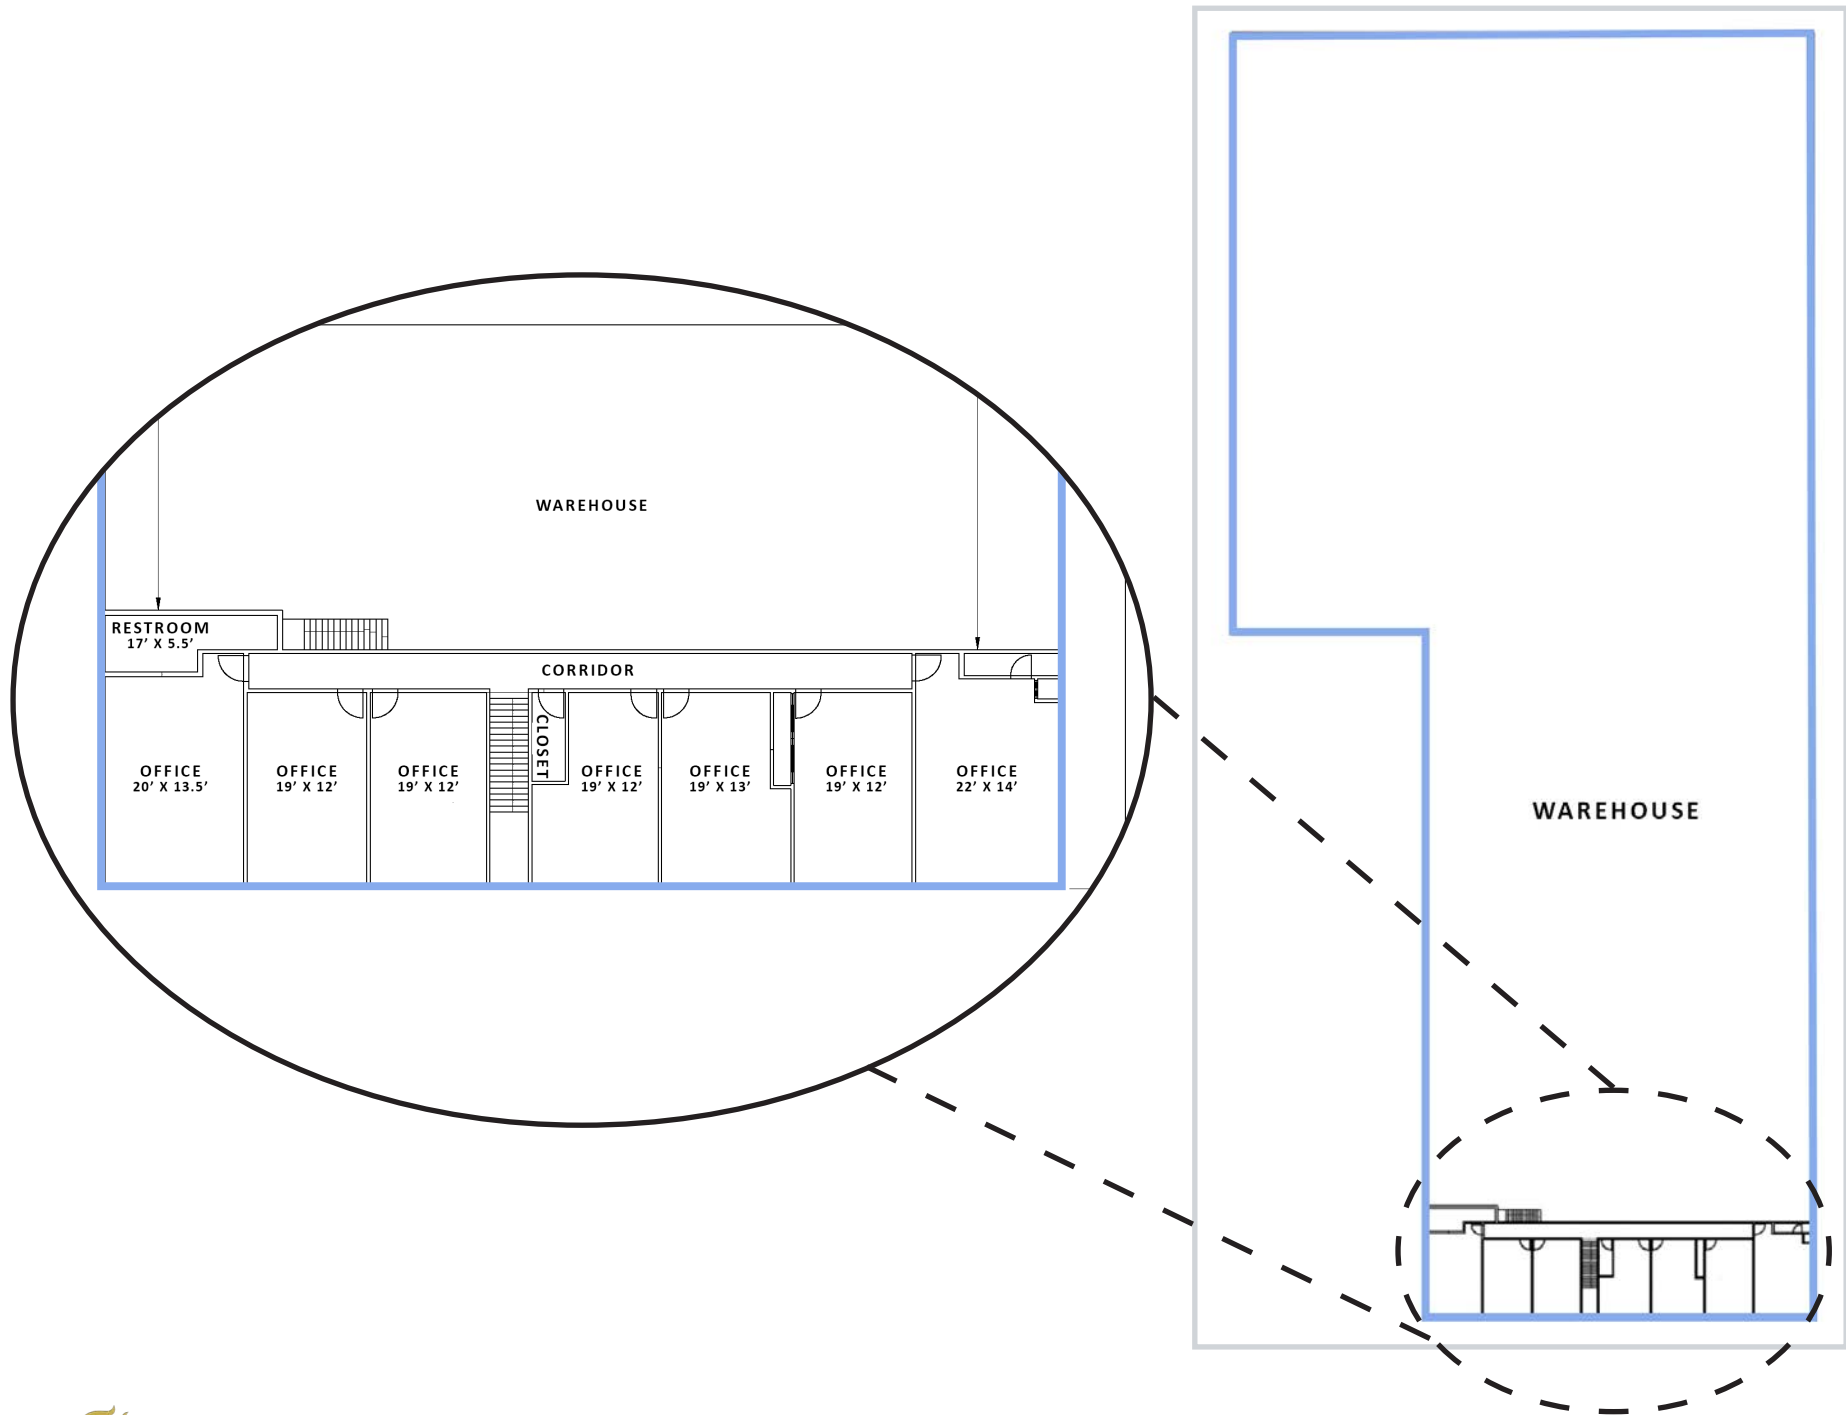 WAREHOUSE
RESTROOM
17’ X 5.5’
CORRIDOR
CLOSET
OFFICE
20’ X 13.5’
OFFICE
19’ X 12’
OFFICE
19’ X 12’
OFFICE
19’ X 12’
OFFICE
19’ X 13’
OFFICE
19’ X 12’
OFFICE
22’ X 14’
WAREHOUSE